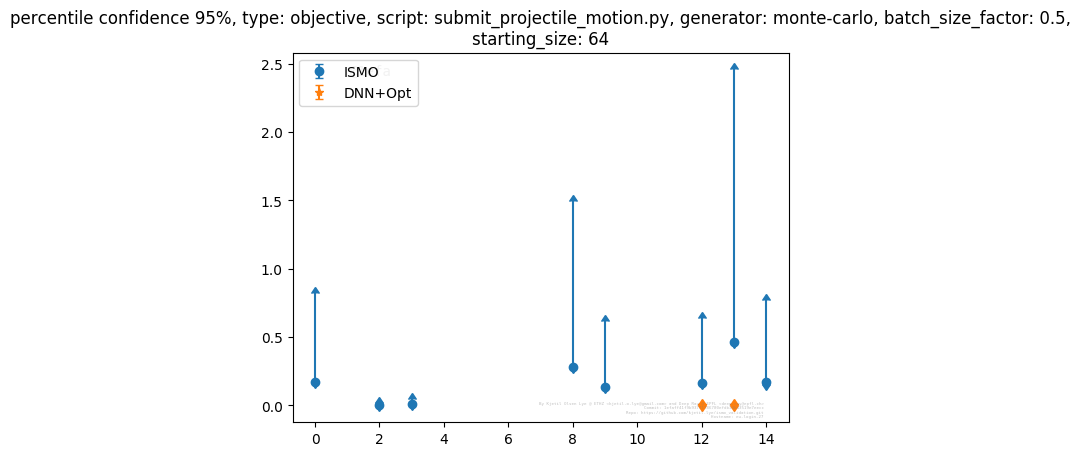 percentile confidence 95%, type: objective, script: submit_projectile_motion.py, generator: monte-carlo, batch_size_factor: 0.5,
starting_size: 64
ISMO
DNN+Opt
2.5
2.0
1.5
1.0
0.5
0.0
0 2 4 6 8 10 12 14